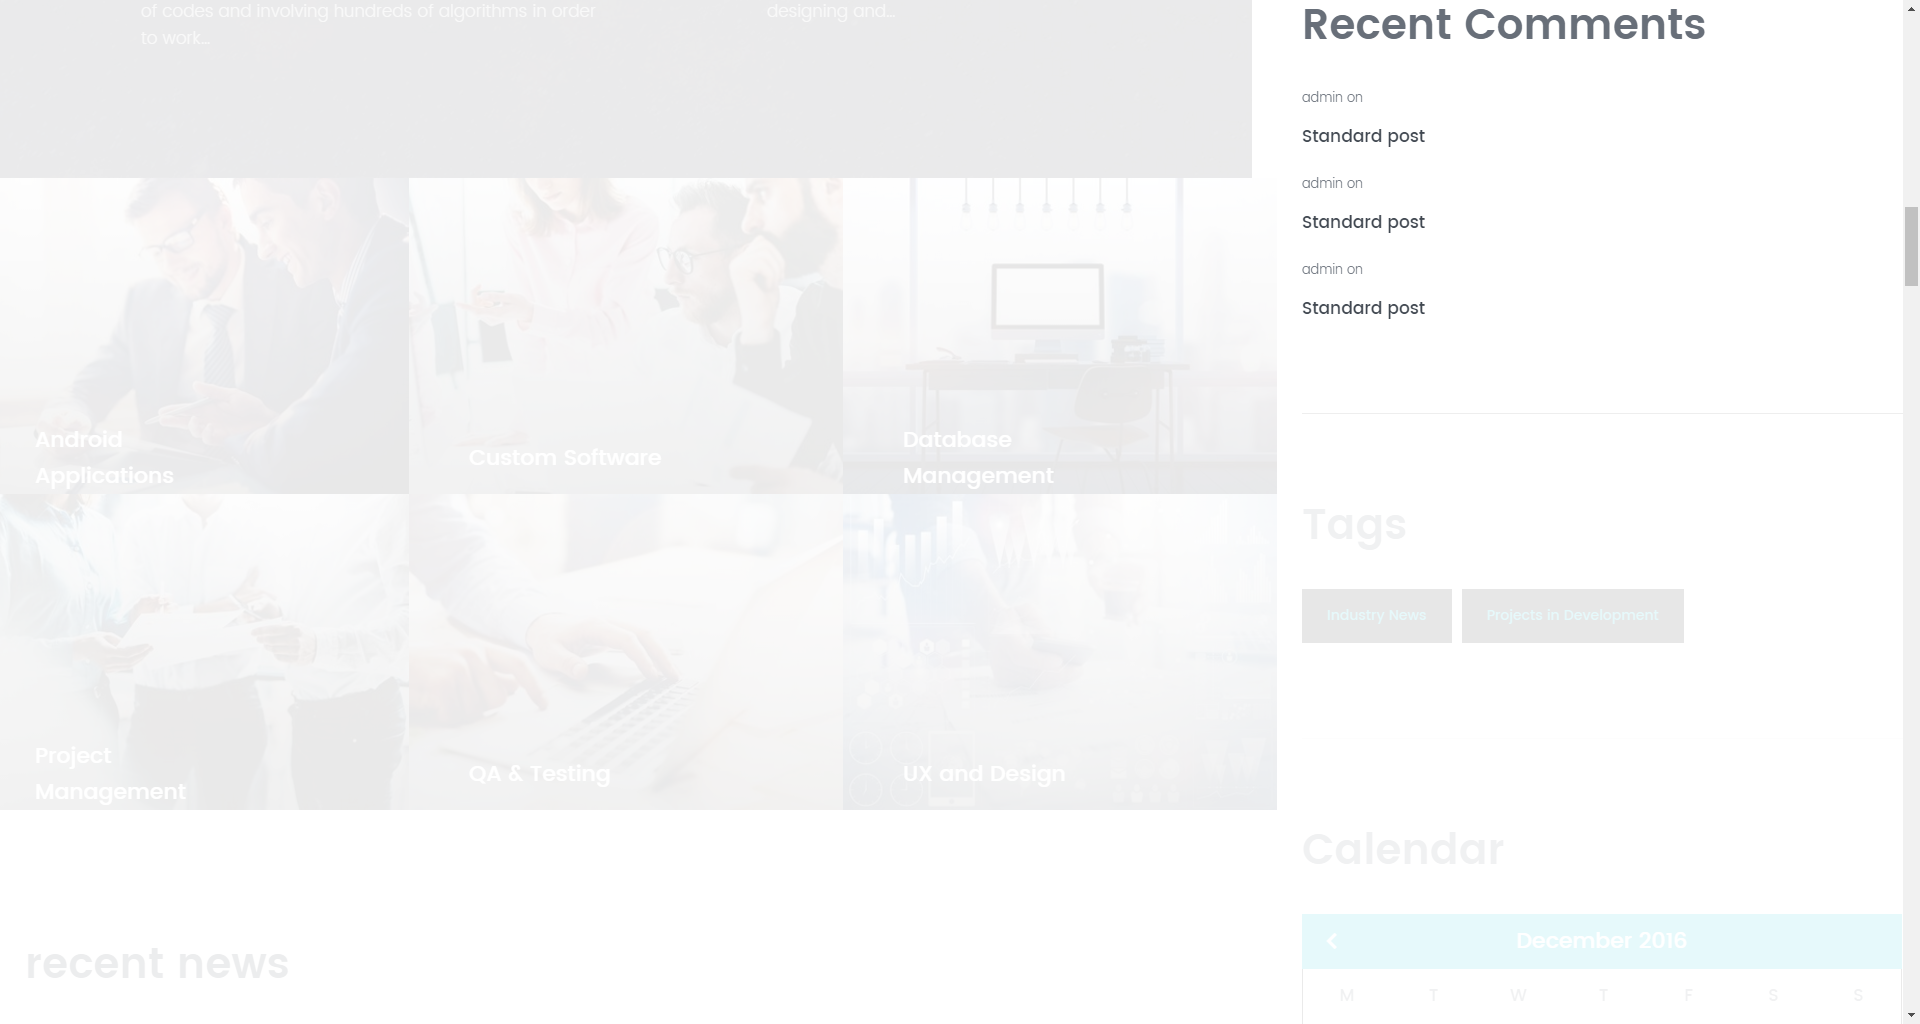 of codes and involving hundreds of algorithms in order
to work...
designing and...
Android
Applications
Custom Software
Database
Management
Project
Management
QA & Testing
UX and Design
recent news
Recent Comments
admin on
Standard post
admin on
Standard post
admin on
Standard post
Tags
Industry News
Projects in Development
Calendar
December 2016
M T W T F S S